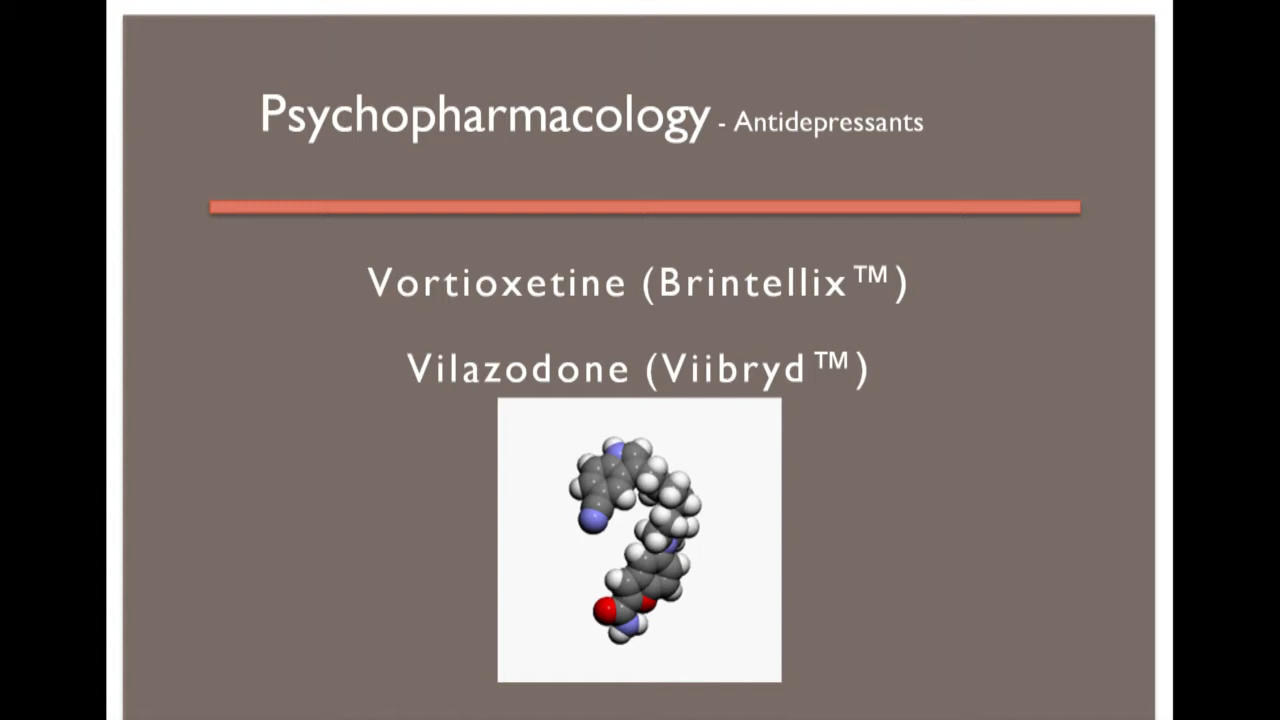 Psychopharmacology - Antidepressants
Vortioxetine (Brintellix™)
Vilazodone (Viibryd™)